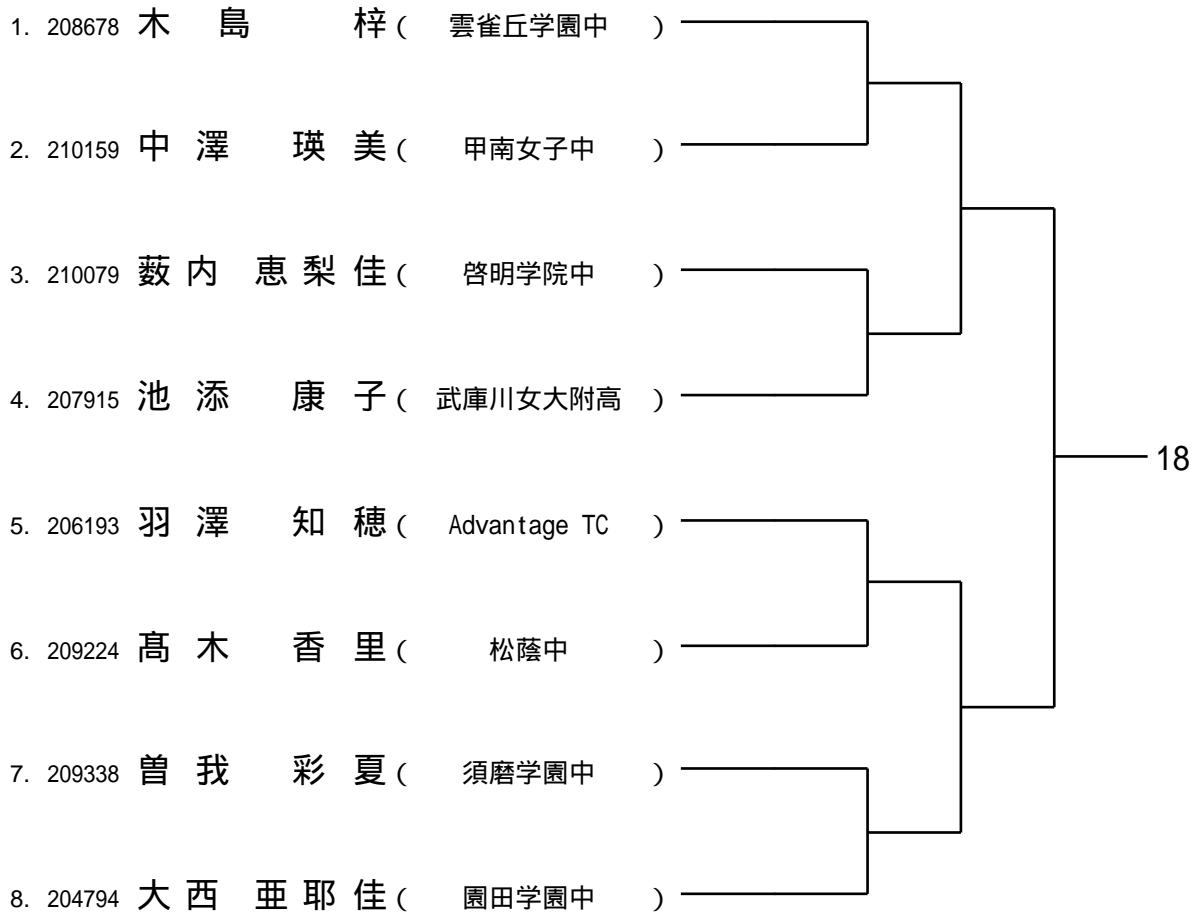 1. 208678 木島 梓 ( 雲雀丘学園中 )
2. 210159 中澤 瑛美 ( 甲南女子中 )
3. 210079 薮内 恵梨佳 ( 啓明学院中 )
4. 207915 池添 康子 ( 武庫川女大附高 )
18
5. 206193 羽澤 知穂 ( Advantage TC )
6. 209224 髙木 香里 ( 松蔭中 )
7. 209338 曽我 彩夏 ( 須磨学園中 )
8. 204794 大西 亜耶佳 ( 園田学園中 )